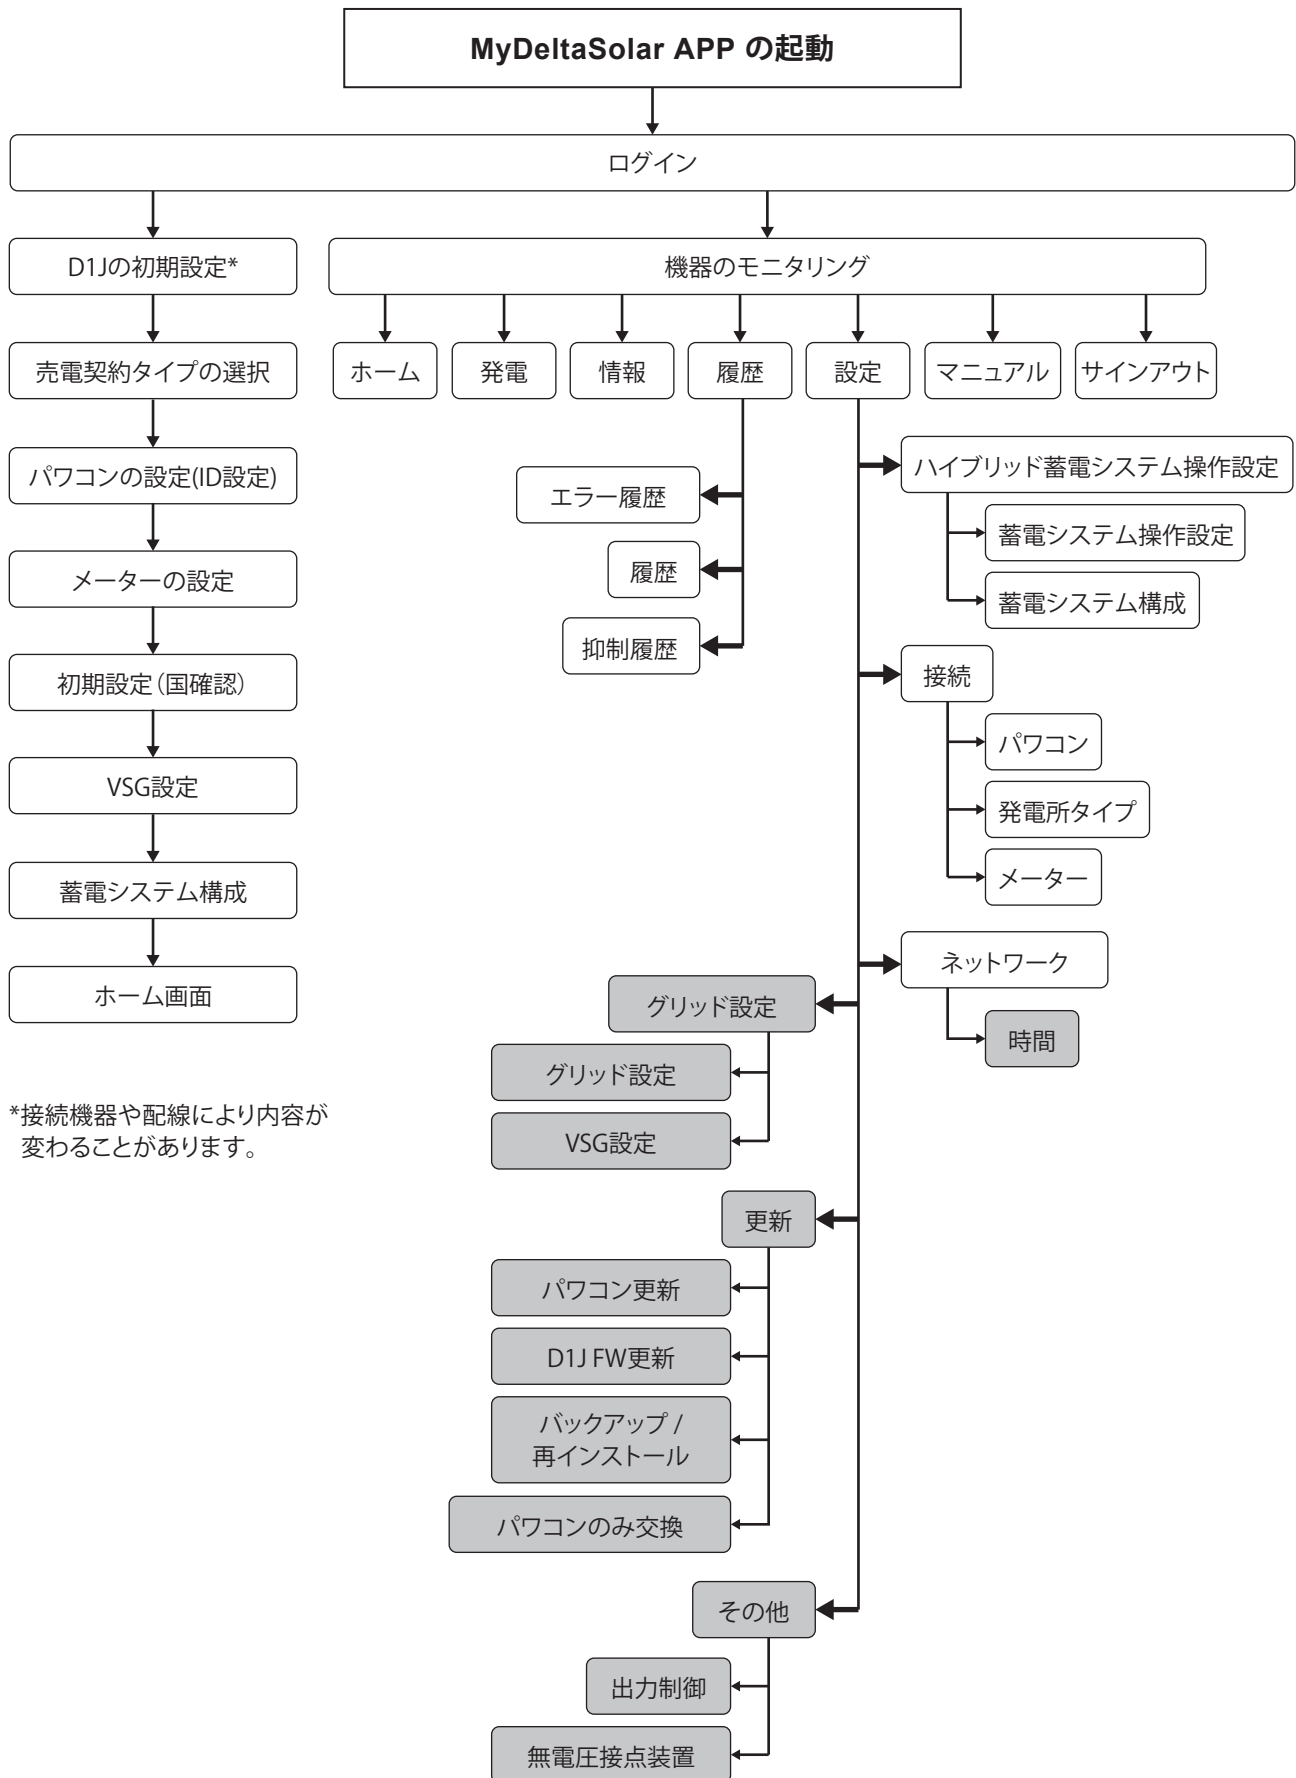 MyDeltaSolar APP の起動
ログイン
D1Jの初期設定*
売電契約タイプの選択
パワコンの設定(ID設定)
メーターの設定
初期設定（国確認）
VSG設定
蓄電システム構成
ホーム画面
*接続機器や配線により内容が
変わることがあります。
機器のモニタリング
ホーム
発電
情報
履歴
設定
マニュアル
サインアウト
エラー履歴
履歴
抑制履歴
ハイブリッド蓄電システム操作設定
蓄電システム操作設定
蓄電システム構成
接続
パワコン
発電所タイプ
メーター
ネットワーク
時間
グリッド設定
グリッド設定
VSG設定
更新
パワコン更新
D1J FW更新
バックアップ /
再インストール
パワコンのみ交換
その他
出力制御
無電圧接点装置